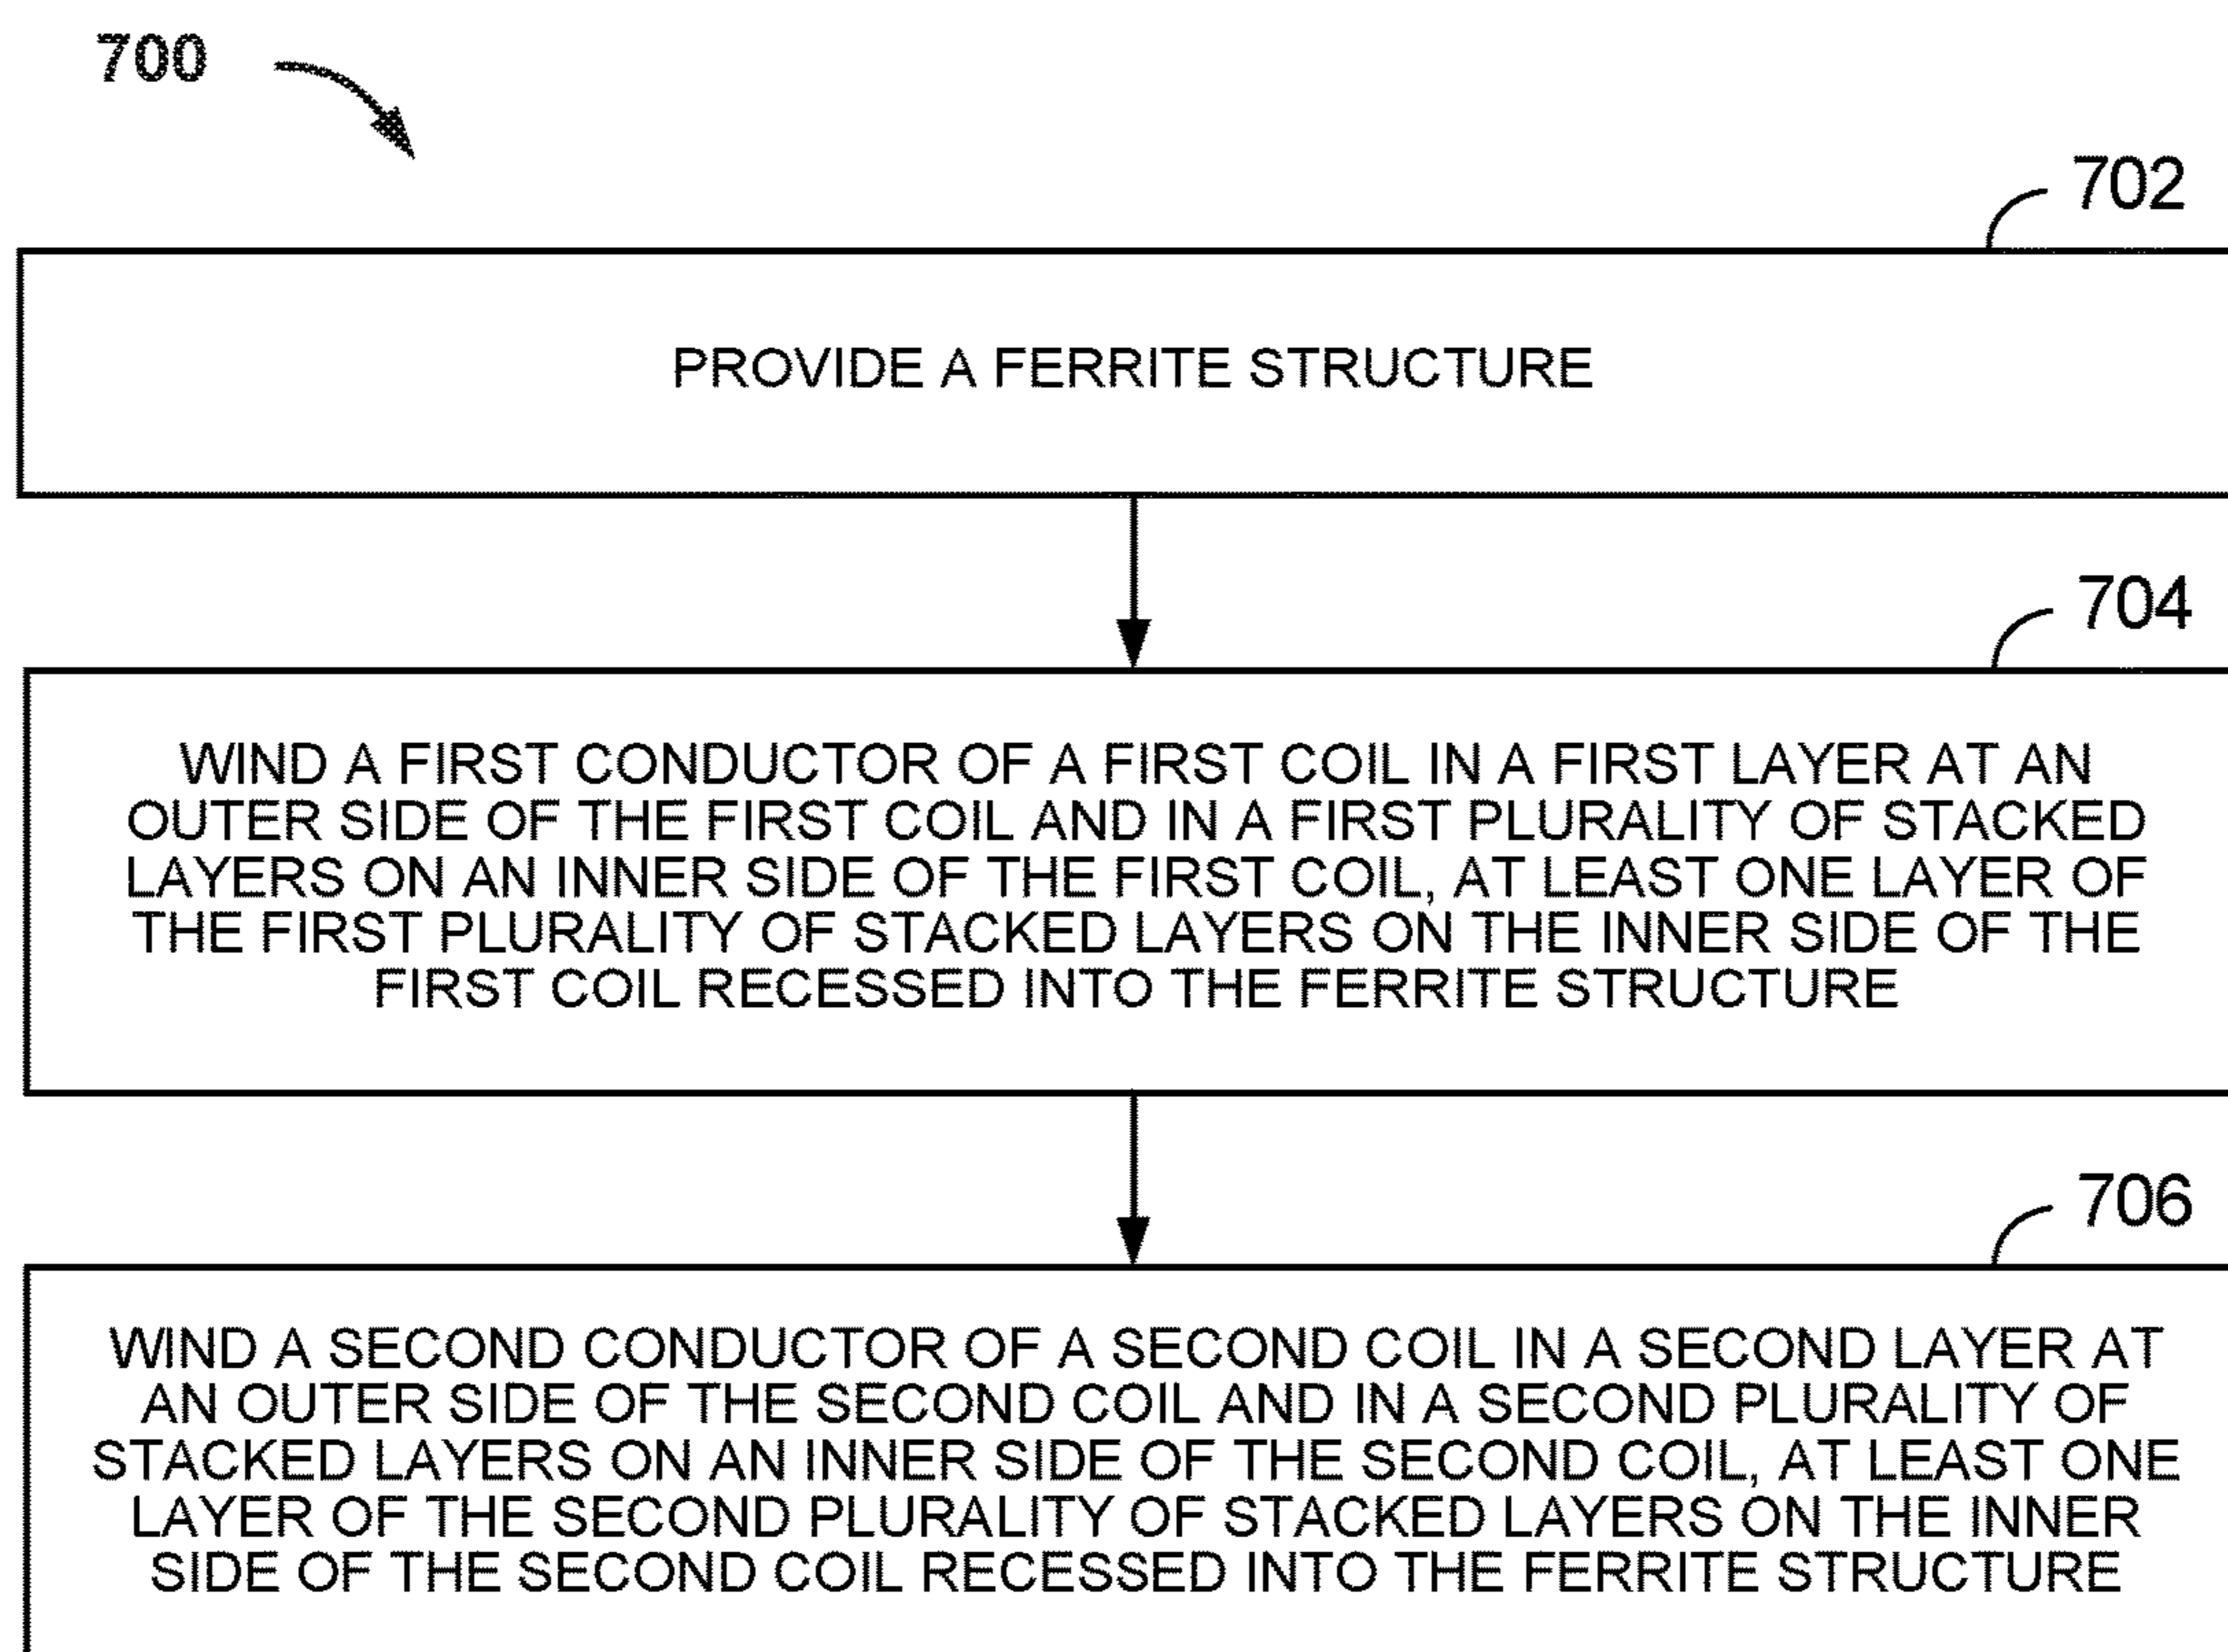 700
702
PROVIDE A FERRITE STRUCTURE
704
WIND A FIRST CONDUCTOR OF A FIRST COIL IN A FIRST LAYER AT AN
OUTER SIDE OF THE FIRST COIL AND IN A FIRST PLURALITY OF STACKED
LAYERS ON AN INNER SIDE OF THE FIRST COIL, AT LEAST ONE LAYER OF
THE FIRST PLURALITY OF STACKED LAYERS ON THE INNER SIDE OF THE
FIRST COIL RECESSED INTO THE FERRITE STRUCTURE
706
WIND A SECOND CONDUCTOR OF A SECOND COIL IN A SECOND LAYER AT
AN OUTER SIDE OF THE SECOND COIL AND IN A SECOND PLURALITY OF
STACKED LAYERS ON AN INNER SIDE OF THE SECOND COIL, AT LEAST ONE
LAYER OF THE SECOND PLURALITY OF STACKED LAYERS ON THE INNER
SIDE OF THE SECOND COIL RECESSED INTO THE FERRITE STRUCTURE